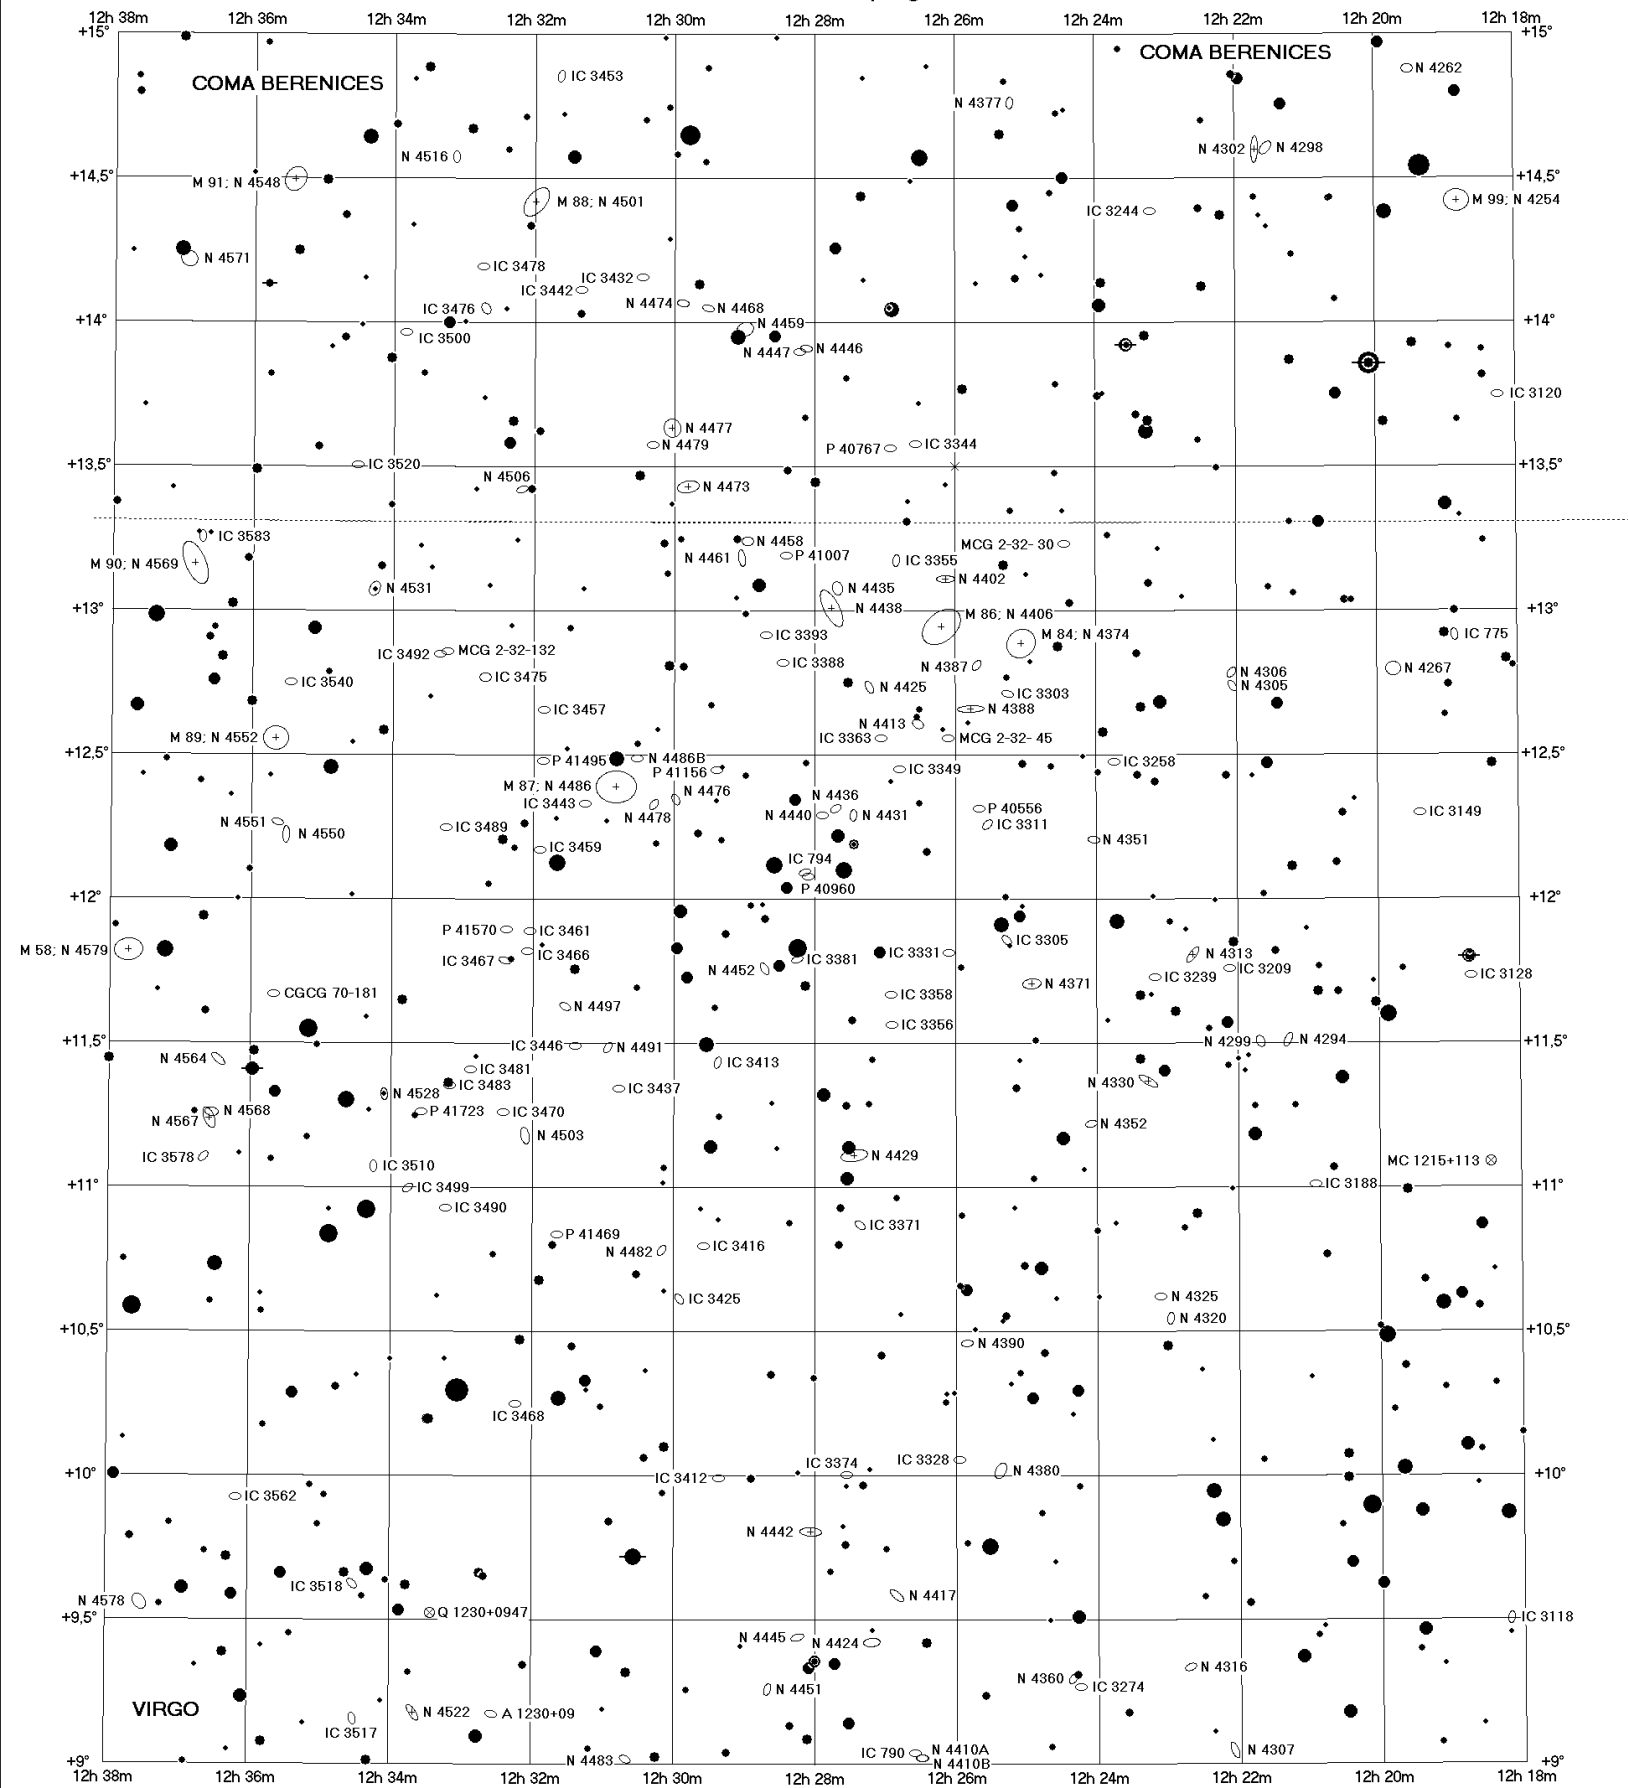 12h 38m 12h 36m 12h 34m 12h 32m 12h 30m 12h 28m 12h 26m 12h 24m 12h 22m 12h 20m 12h 18m
+15° +15°
COMA BERENICES
COMA BERENICES
N 4262
IC 3453
N 4377
N 4516
N 4302 N 4298
+14,5° +14,5°
M 91; N 4548
M 88; N 4501
M 99; N 4254
IC 3244
N 4571
IC 3478
IC 3432
IC 3442
N 4474
N 4468
IC 3476
+14° +14°
N 4459
IC 3500
N 4447 N 4446
IC 3120
N 4477
N 4479
P 40767 IC 3344
+13,5° IC 3520 +13,5°
N 4506
N 4473
IC 3583
N 4458
MCG 2-32- 30
P 41007
N 4461
IC 3355
M 90; N 4569
N 4402
N 4531
N 4435
+13° N 4438 +13°
M 86; N 4406
IC 3393
M 84; N 4374
IC 775
IC 3492 MCG 2-32-132
IC 3388
N 4387
N 4267
N 4306
IC 3475
IC 3540
N 4425
N 4305
IC 3303
IC 3457
N 4388
N 4413
M 89; N 4552
IC 3363 MCG 2-32- 45
+12,5° +12,5°
P 41495 N 4486B
IC 3258
P 41156
IC 3349
M 87; N 4486
N 4476
N 4436
IC 3443
P 40556
N 4478
N 4440 N 4431
IC 3149
N 4551
IC 3489
IC 3311
N 4550
N 4351
IC 3459
IC 794
P 40960
+12° +12°
P 41570 IC 3461
IC 3305
M 58; N 4579
IC 3466
IC 3331
N 4313
IC 3467
IC 3381
N 4452
IC 3209
IC 3128
IC 3239
N 4371
CGCG 70-181
IC 3358
N 4497
IC 3356
+11,5° +11,5°
IC 3446 N 4491
N 4299 N 4294
N 4564
IC 3413
IC 3481
IC 3483
N 4330
IC 3437
N 4528
N 4568 P 41723 IC 3470
N 4567
N 4352
N 4503
IC 3578
N 4429
MC 1215+113
IC 3510
+11° IC 3499 IC 3188 +11°
IC 3490
IC 3371
P 41469
N 4482 IC 3416
IC 3425
N 4325
N 4320
+10,5° +10,5°
N 4390
IC 3468
IC 3374 IC 3328
N 4380
+10° IC 3412 +10°
IC 3562
N 4442
IC 3518
N 4578
N 4417
Q 1230+0947
+9,5° IC 3118 +9,5°
N 4445 N 4424
N 4316
N 4360
IC 3274
N 4451
VIRGO
N 4522 A 1230+09
IC 3517
IC 790 N 4410A
N 4307
+9° N 4483 N 4410B +9°
12h 38m 12h 36m 12h 34m 12h 32m 12h 30m 12h 28m 12h 26m 12h 24m 12h 22m 12h 20m 12h 18m